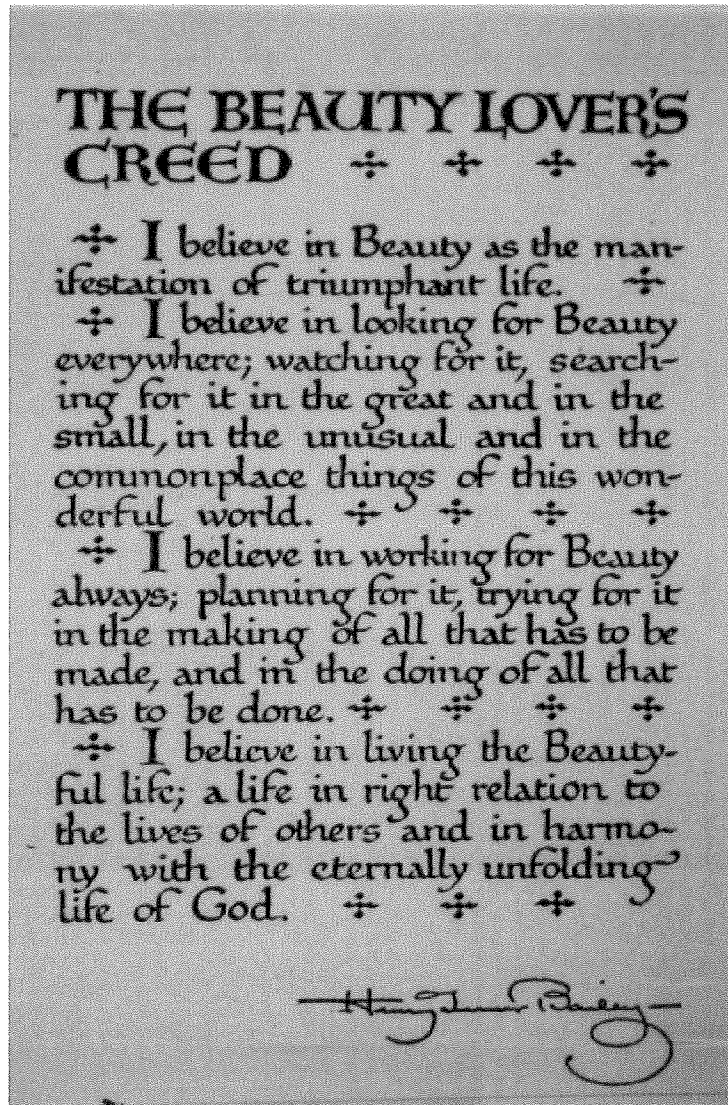 THE BEAUTY LOVER'S
CREED
I believe in Beauty as the man-
ifestation of triumphant life.
I believe in looking for Beauty
everywhere; watching for it, search-
ing for it in the great and in the
small, in the unusual and in the
commonplace things of this won-
derful world.
I believe in working for Beauty
always; planning for it, trying for it
in the making of all that has to be
made, and in the doing of all that
has to be done.
I believe in living the Beauty-
ful life; a life in right relation to
the lives of others and in harmo-
ny with the eternally unfolding
life of God.
Henry Turner Bailey